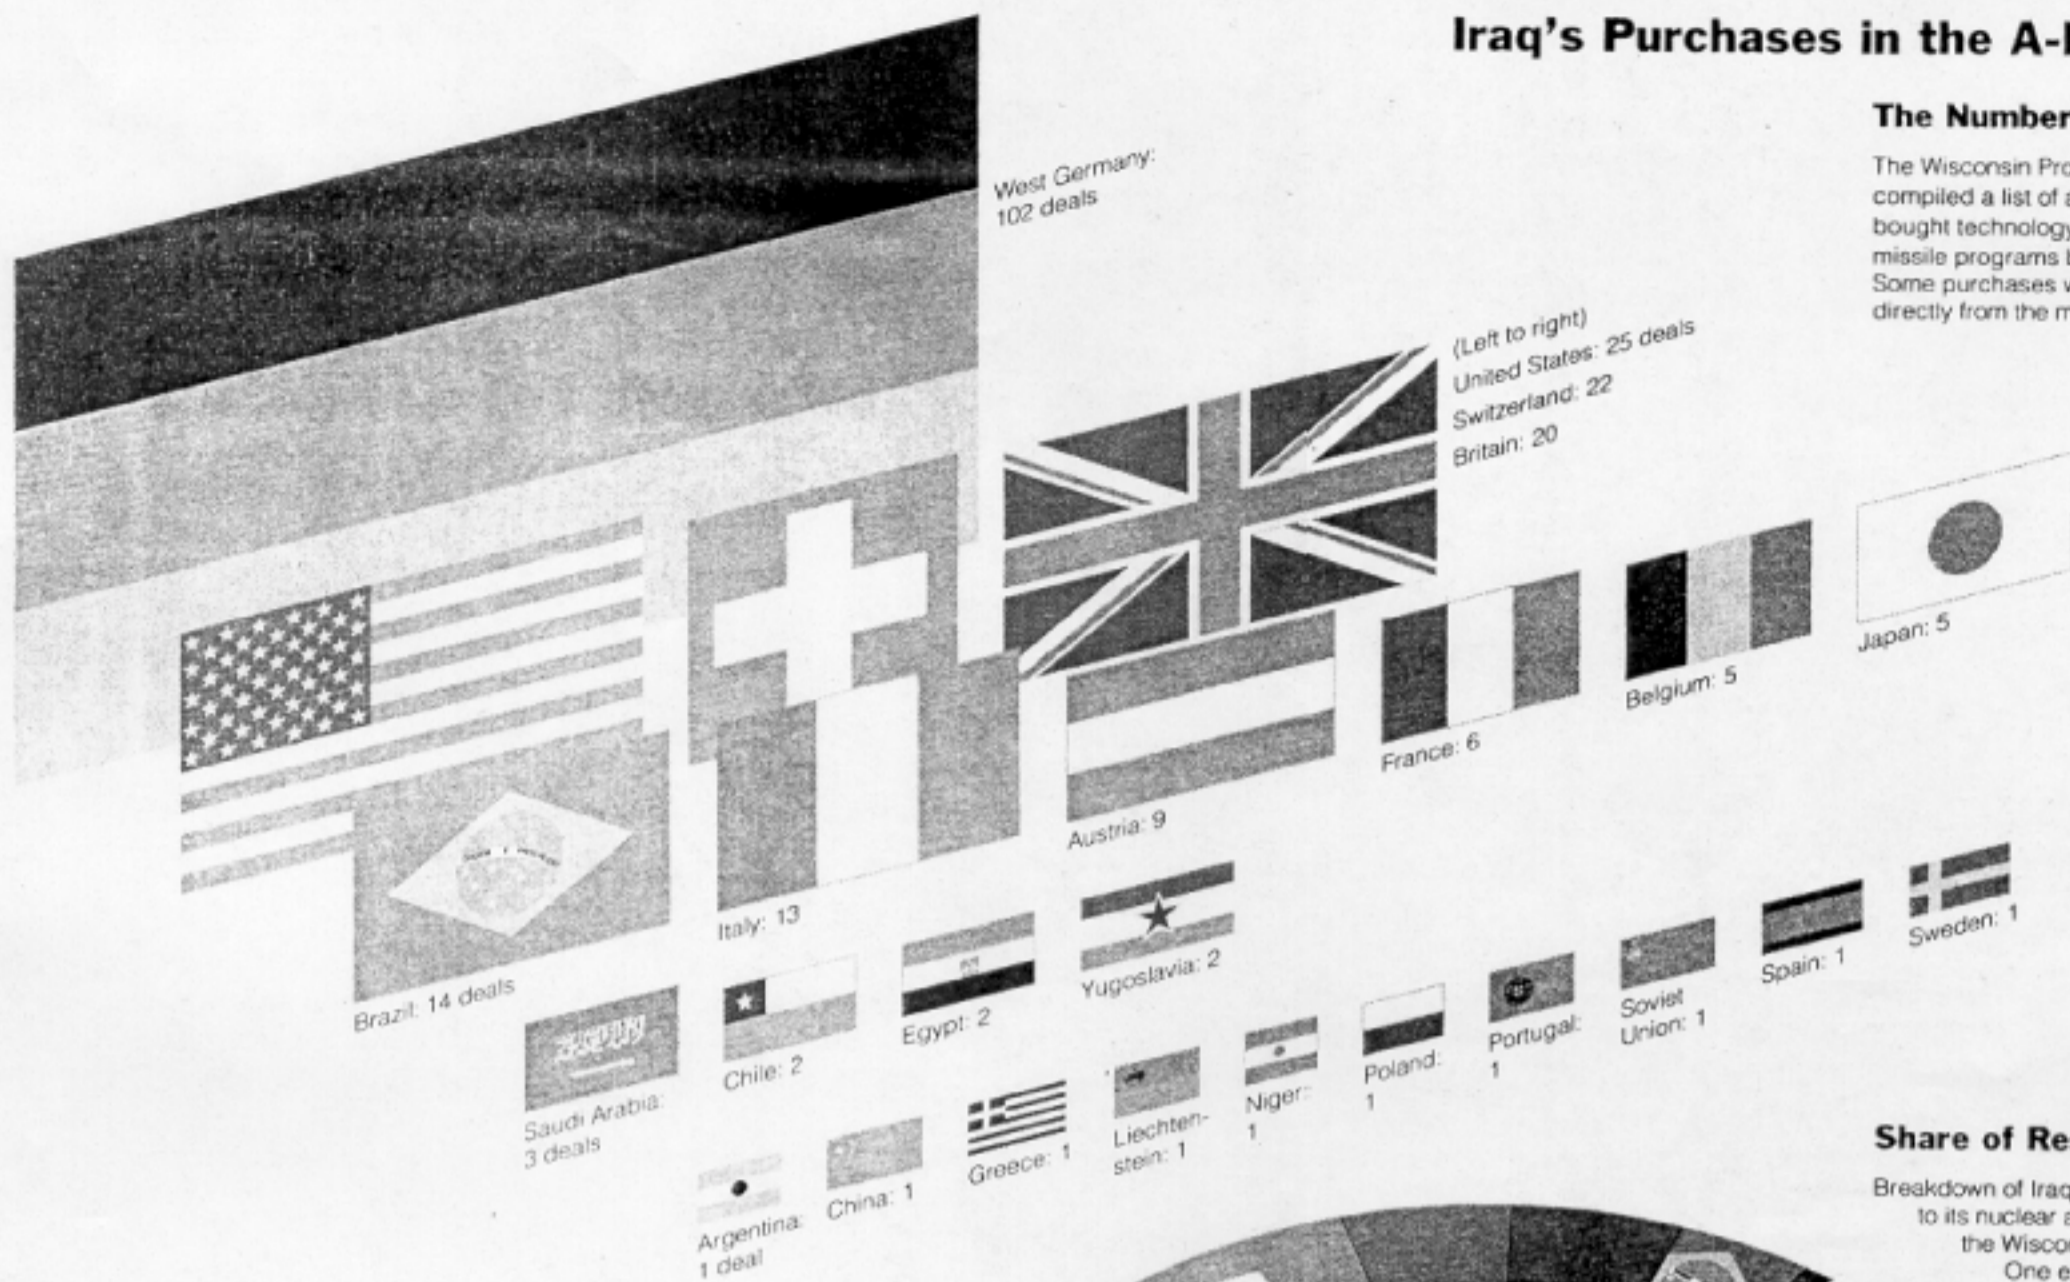 Iraq's Purchases in the
The Number
The Wisconsin
compiled a list of
bought technology
missile programs
Some purchases
directly from the
West Germany:
102 deals
(Left to right)
United States: 25 deals
Switzerland: 22
Britain: 20
Japan: 5
Belgium: 5
France: 6
Austria: 9
Italy: 13
Brazil: 14 deals
Sweden: 1
Spain: 1
Soviet
Union: 1
Portugal:
1
Poland:
1
Niger:
1
Liechten-
stein: 1
Greece: 1
China: 1
Argentina:
1 deal
Yugoslavia: 2
Egypt: 2
Chile: 2
Saudi Arabia:
3 deals
Share of
Breakdown of Iraq
to its nuclear
the
One